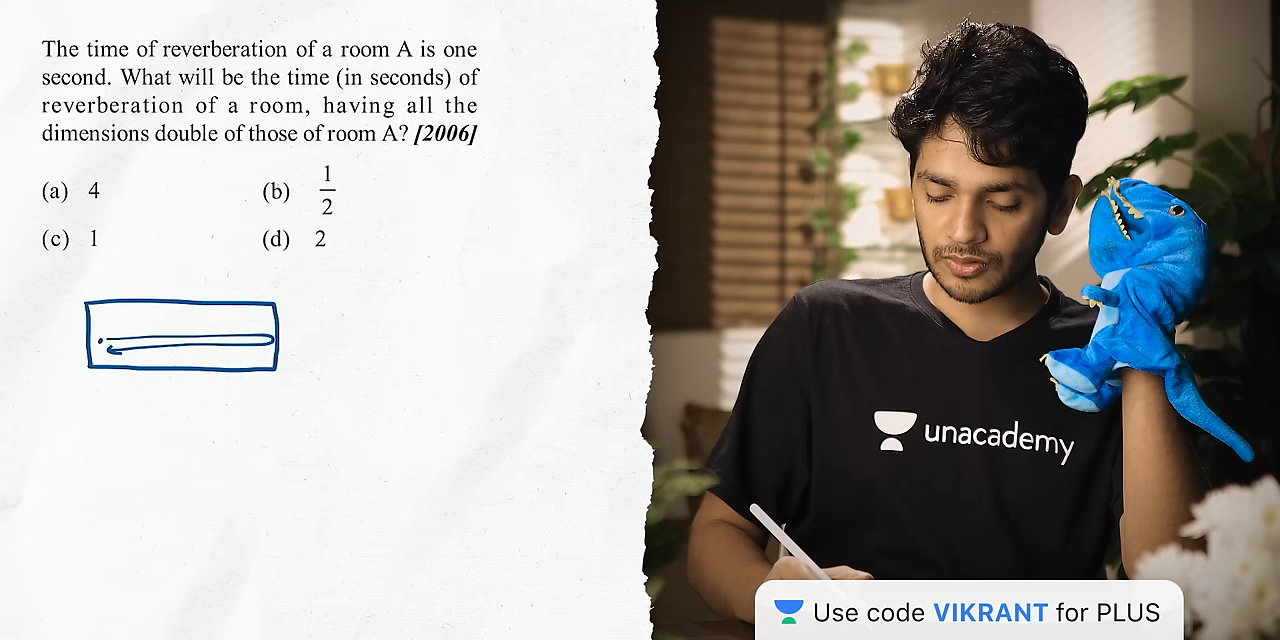 The time of reverberation of a room A is one
second. What will be the time (in seconds) of
reverberation of a room, having all the
dimensions double of those of room A? [2006]
(a) 4 (b) 1/2
(c) 1 (d) 2
unacademy
Use code VIKRANT for PLUS